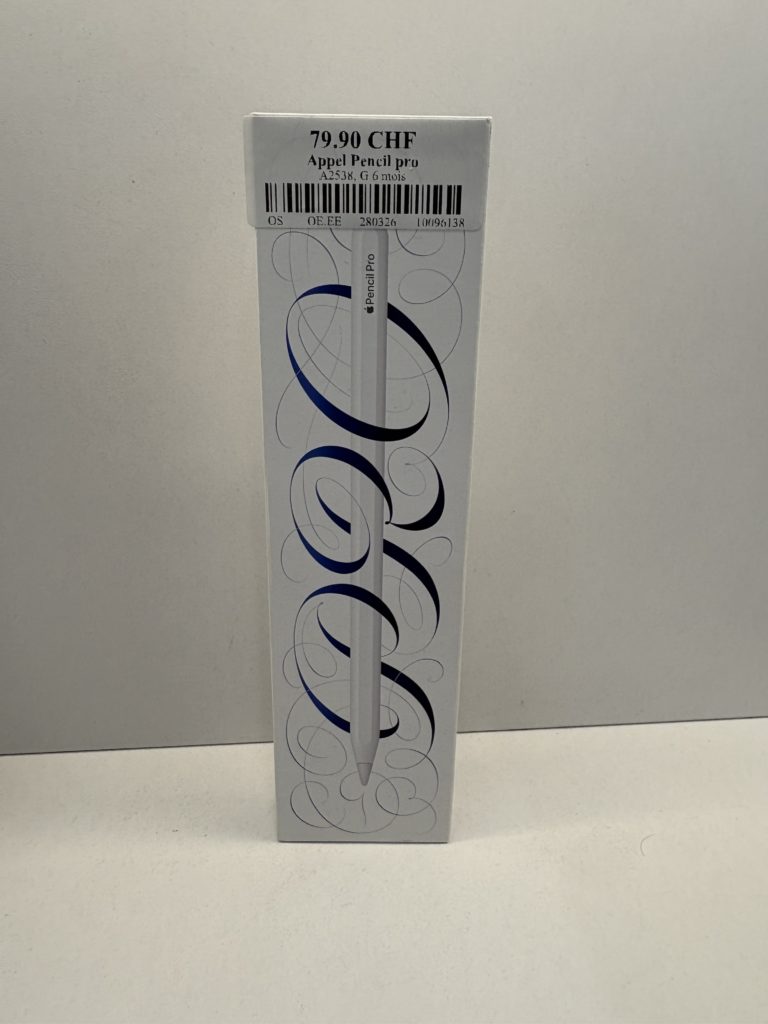 79.90 CHF
Appel Pencil pro
A2538, G 6 mois
OS OE.EE 280326 10096138
Pencil Pro